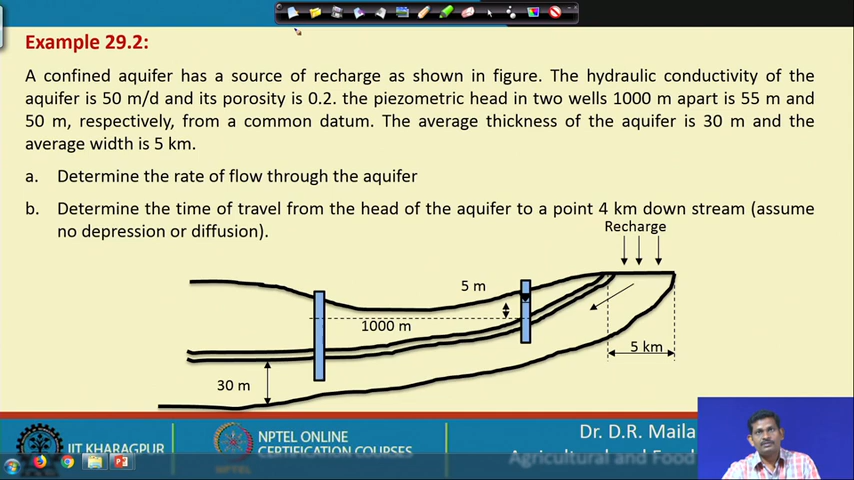 Example 29.2:
A confined aquifer has a source of recharge as shown in figure. The hydraulic conductivity of the
aquifer is 50 m/d and its porosity is 0.2. the piezometric head in two wells 1000 m apart is 55 m and
50 m, respectively, from a common datum. The average thickness of the aquifer is 30 m and the
average width is 5 km.
a. Determine the rate of flow through the aquifer
b. Determine the time of travel from the head of the aquifer to a point 4 km down stream (assume
no depression or diffusion).
Recharge
5 m
1000 m
5 km
30 m
IIT KHARAGPUR
NPTEL ONLINE
CERTIFICATION COURSES
Dr. D.R. Maila
Agricultural and Food